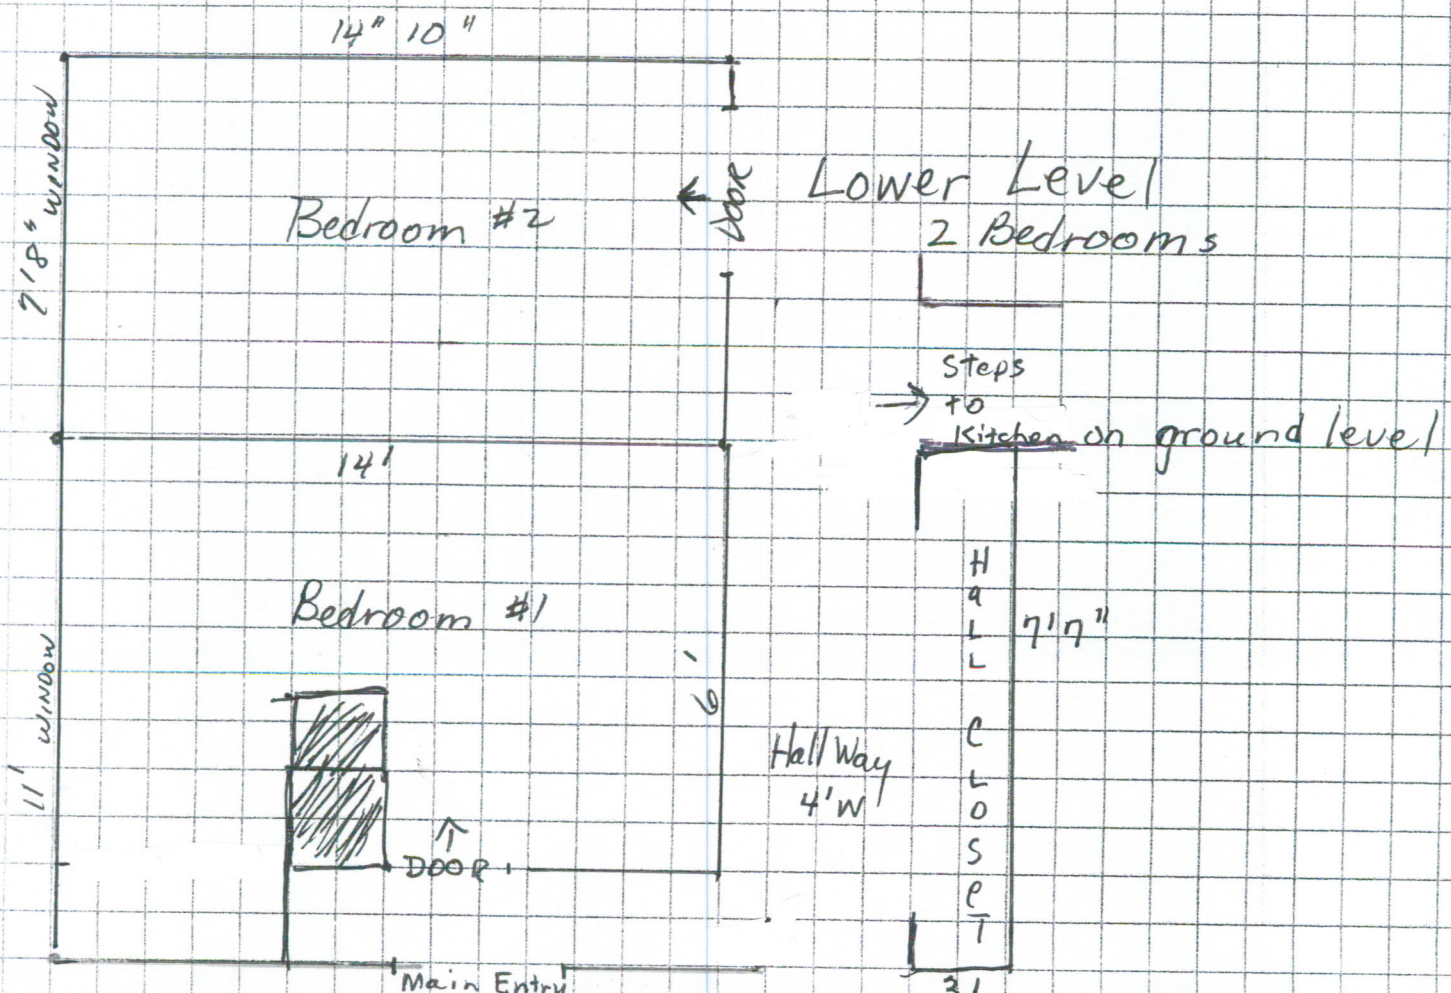 14" 10"
7'8" WINDOW
Bedroom #2
DOOR
Lower Level
2 Bedrooms
Steps
to
Kitchen on ground level
14'
Bedroom #1
11' WINDOW
6'
DOOR
Hall Way
4'W
HaLL CLOSeT
7'7"
Main Entry
3'